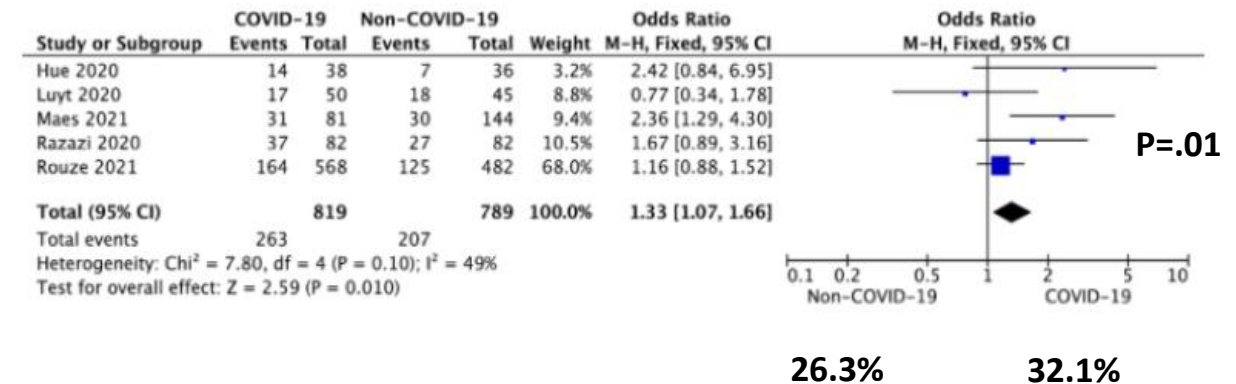 COVID-19 Non-COVID-19 Odds Ratio Odds Ratio
Study or Subgroup Events Total Events Total Weight M-H, Fixed, 95% CI M-H, Fixed, 95% CI
Hue 2020 14 38 7 36 3.2% 2.42 [0.84, 6.95]
Luyt 2020 17 50 18 45 8.8% 0.77 [0.34, 1.78]
Maes 2021 31 81 30 144 9.4% 2.36 [1.29, 4.30]
Razazi 2020 37 82 27 82 10.5% 1.67 [0.89, 3.16]
P=.01
Rouze 2021 164 568 125 482 68.0% 1.16 [0.88, 1.52]
Total (95% CI) 819 789 100.0% 1.33 [1.07, 1.66]
Total events 263 207
Heterogeneity: Chi² = 7.80, df = 4 (P = 0.10); I² = 49%
Test for overall effect: Z = 2.59 (P = 0.010)
0.1 0.2 0.5 1 2 5 10
Non-COVID-19 COVID-19
26.3% 32.1%